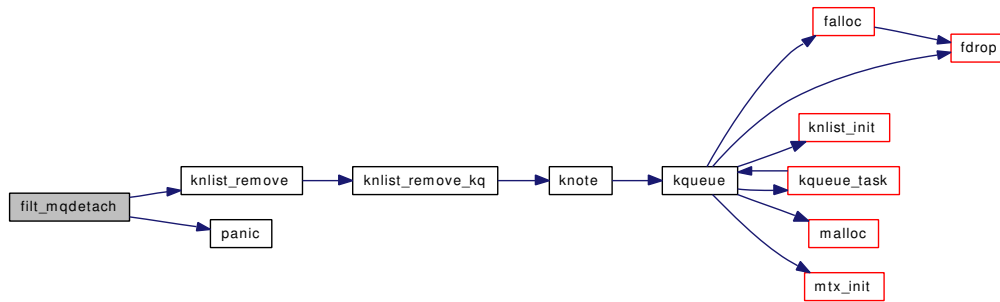 filt_mqdetach
knlist_remove
panic
knlist_remove_kq
knote
kqueue
falloc
fdrop
knlist_init
kqueue_task
malloc
mtx_init